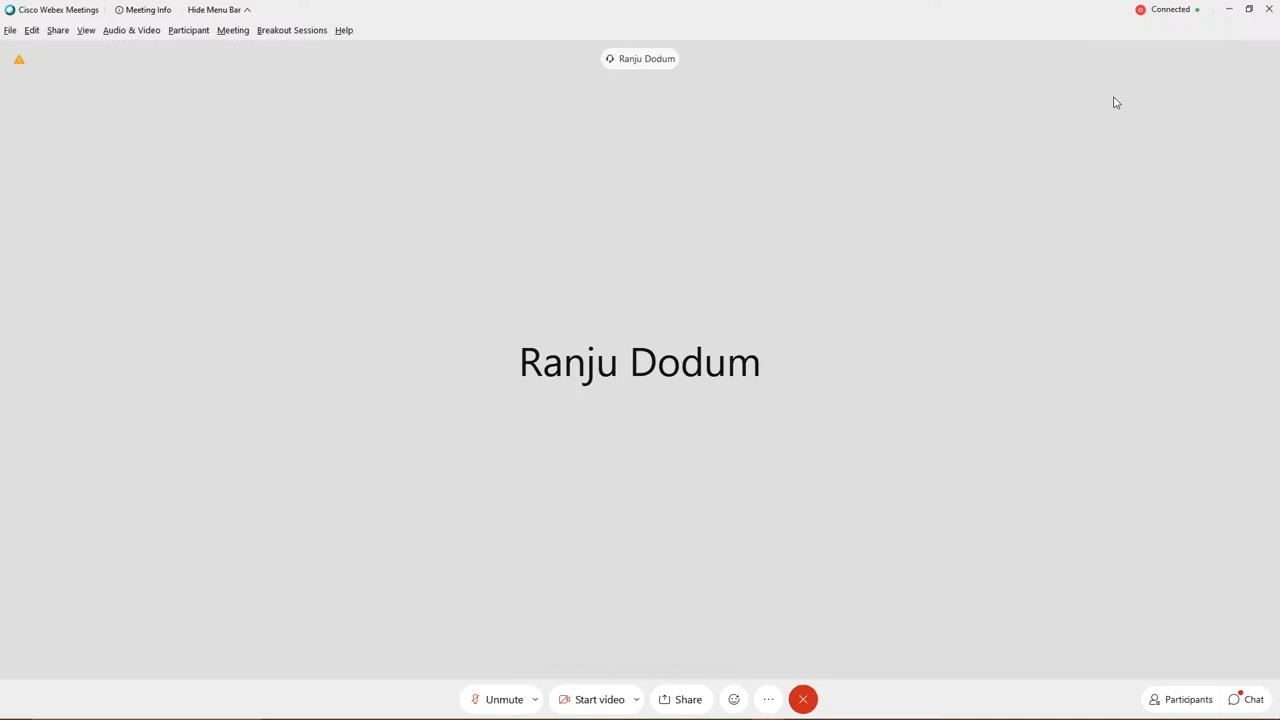 Cisco Webex Meetings Meeting Info Hide Menu Bar Connected
File Edit Share View Audio & Video Participant Meeting Breakout Sessions Help
Ranju Dodum
Ranju Dodum
Unmute Start video Share Participants Chat